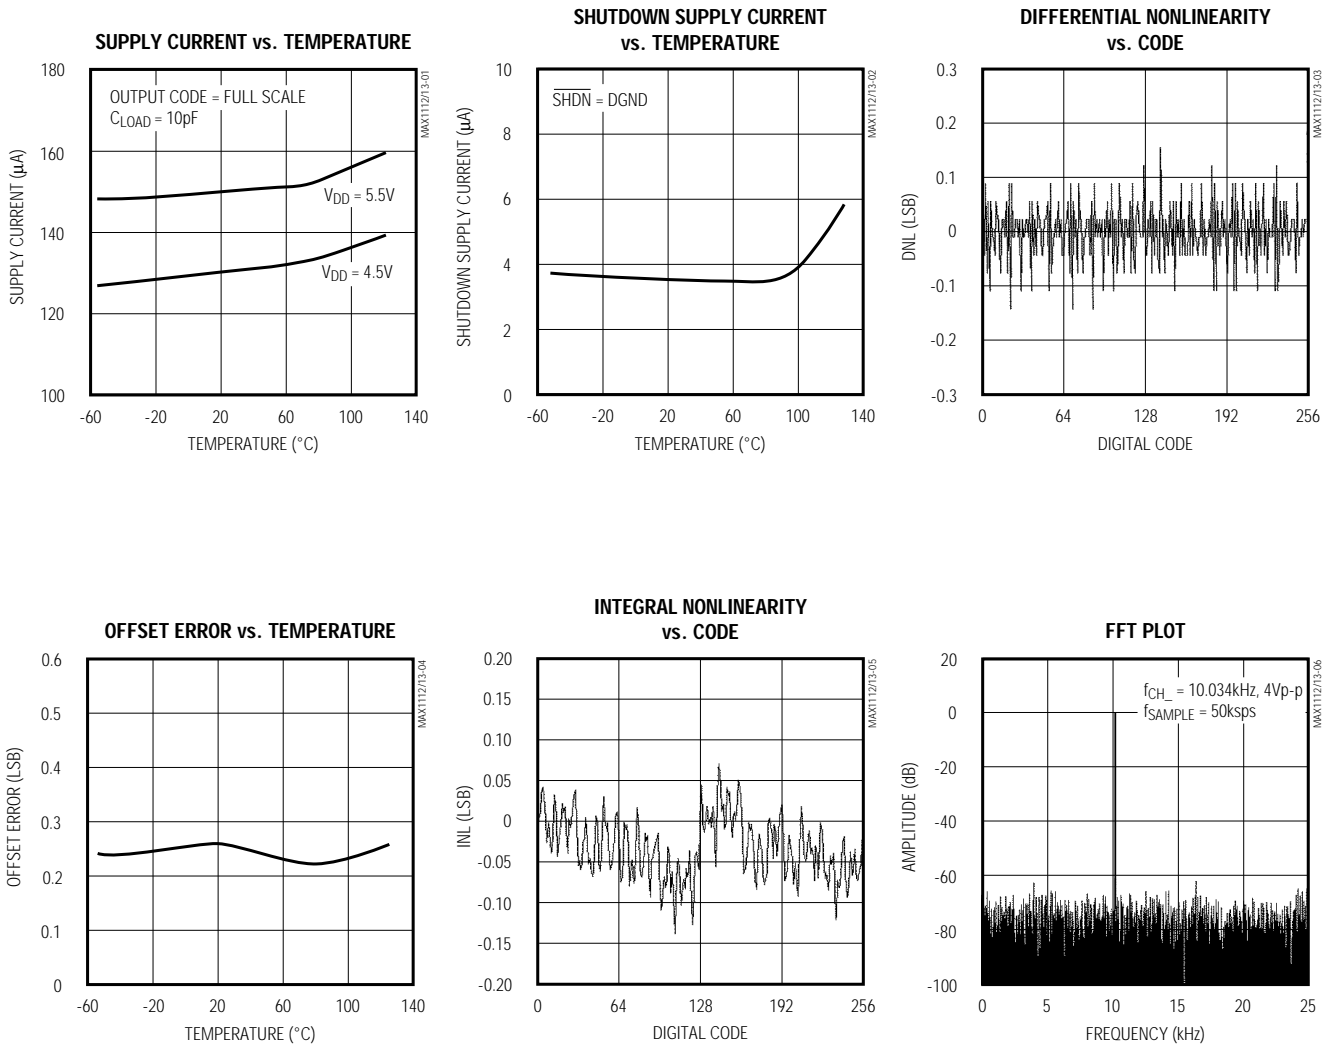 SUPPLY CURRENT vs. TEMPERATURE
180
160
140
120
100
-60
-20
20
60
100
140
SUPPLY CURRENT (μA)
TEMPERATURE (°C)
OUTPUT CODE = FULL SCALE
CLOAD = 10pF
VDD = 5.5V
VDD = 4.5V
MAX1112/13-01
SHUTDOWN SUPPLY CURRENT
vs. TEMPERATURE
10
8
6
4
2
0
-60
-20
20
60
100
140
SHUTDOWN SUPPLY CURRENT (μA)
TEMPERATURE (°C)
SHDN = DGND
MAX1112/13-02
DIFFERENTIAL NONLINEARITY
vs. CODE
0.3
0.2
0.1
0
-0.1
-0.2
-0.3
0
64
128
192
256
DNL (LSB)
DIGITAL CODE
MAX1112/13-03
OFFSET ERROR vs. TEMPERATURE
0.6
0.5
0.4
0.3
0.2
0.1
0
-60
-20
20
60
100
140
OFFSET ERROR (LSB)
TEMPERATURE (°C)
MAX1112/13-04
INTEGRAL NONLINEARITY
vs. CODE
0.20
0.15
0.10
0.05
0
-0.05
-0.10
-0.15
-0.20
0
64
128
192
256
INL (LSB)
DIGITAL CODE
MAX1112/13-05
FFT PLOT
20
0
-20
-40
-60
-80
-100
0
5
10
15
20
25
AMPLITUDE (dB)
FREQUENCY (kHz)
fCH_ = 10.034kHz, 4Vp-p
fSAMPLE = 50ksps
MAX1112/13-06